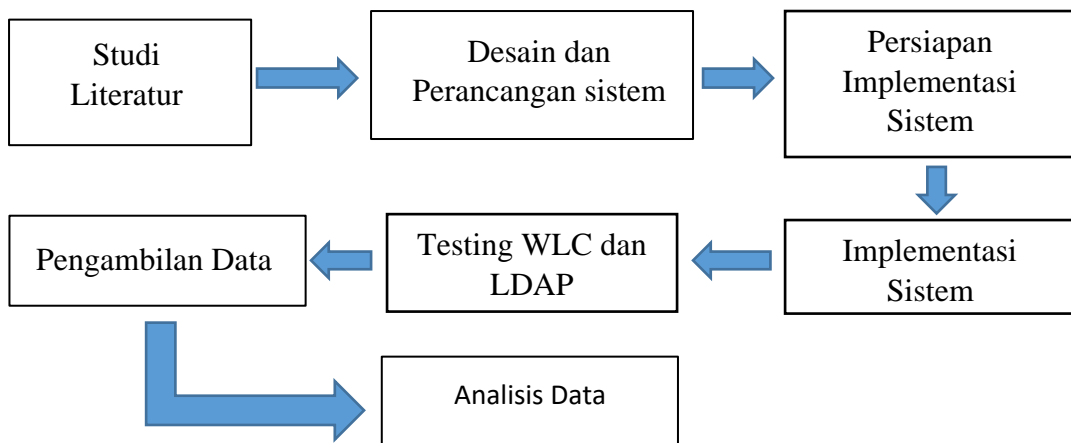 Studi
Literatur
Desain dan
Perancangan sistem
Persiapan
Implementasi
Sistem
Implementasi
Sistem
Testing WLC dan
LDAP
Pengambilan Data
Analisis Data